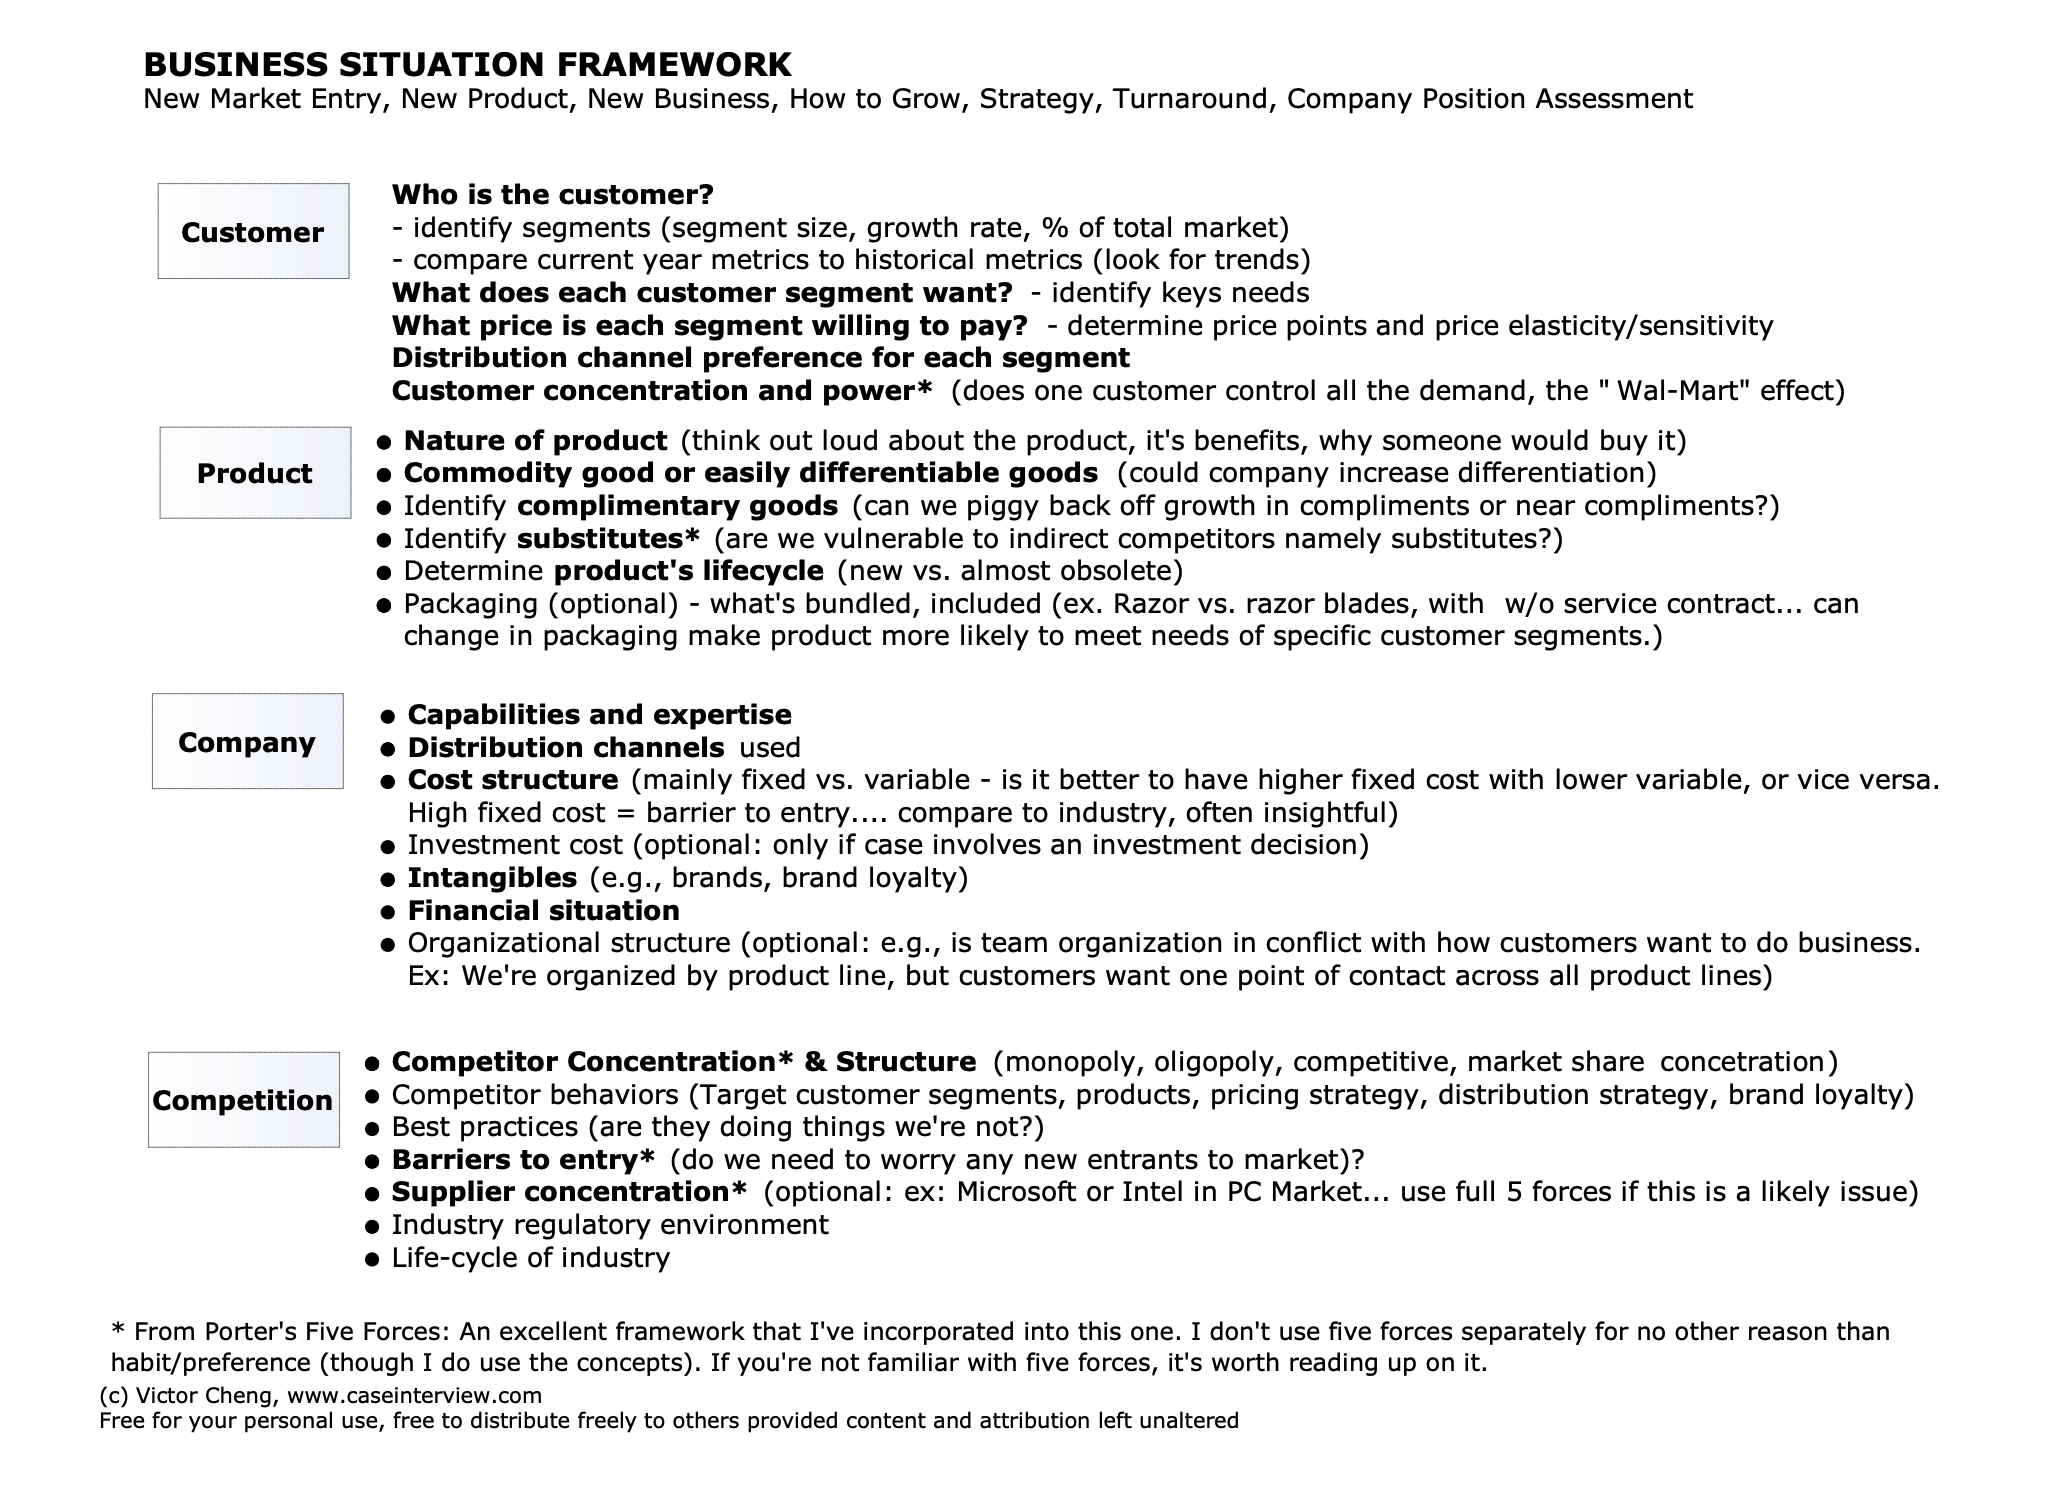 BUSINESS SITUATION FRAMEWORK
New Market Entry, New Product, New Business, How to Grow, Strategy, Turnaround, Company Position Assessment
Customer
Who is the customer?
- identify segments (segment size, growth rate, % of total market)
- compare current year metrics to historical metrics (look for trends)
What does each customer segment want? - identify keys needs
What price is each segment willing to pay? - determine price points and price elasticity/sensitivity
Distribution channel preference for each segment
Customer concentration and power* (does one customer control all the demand, the " Wal-Mart" effect)
Product
● Nature of product (think out loud about the product, it's benefits, why someone would buy it)
● Commodity good or easily differentiable goods (could company increase differentiation)
● Identify complimentary goods (can we piggy back off growth in compliments or near compliments?)
● Identify substitutes* (are we vulnerable to indirect competitors namely substitutes?)
● Determine product's lifecycle (new vs. almost obsolete)
● Packaging (optional) - what's bundled, included (ex. Razor vs. razor blades, with w/o service contract... can
change in packaging make product more likely to meet needs of specific customer segments.)
Company
● Capabilities and expertise
● Distribution channels used
● Cost structure (mainly fixed vs. variable - is it better to have higher fixed cost with lower variable, or vice versa.
High fixed cost = barrier to entry.... compare to industry, often insightful)
● Investment cost (optional: only if case involves an investment decision)
● Intangibles (e.g., brands, brand loyalty)
● Financial situation
● Organizational structure (optional: e.g., is team organization in conflict with how customers want to do business.
Ex: We're organized by product line, but customers want one point of contact across all product lines)
Competition
● Competitor Concentration* & Structure (monopoly, oligopoly, competitive, market share concetration)
● Competitor behaviors (Target customer segments, products, pricing strategy, distribution strategy, brand loyalty)
● Best practices (are they doing things we're not?)
● Barriers to entry* (do we need to worry any new entrants to market)?
● Supplier concentration* (optional: ex: Microsoft or Intel in PC Market... use full 5 forces if this is a likely issue)
● Industry regulatory environment
● Life-cycle of industry
* From Porter's Five Forces: An excellent framework that I've incorporated into this one. I don't use five forces separately for no other reason than
habit/preference (though I do use the concepts). If you're not familiar with five forces, it's worth reading up on it.
(c) Victor Cheng, www.caseinterview.com
Free for your personal use, free to distribute freely to others provided content and attribution left unaltered